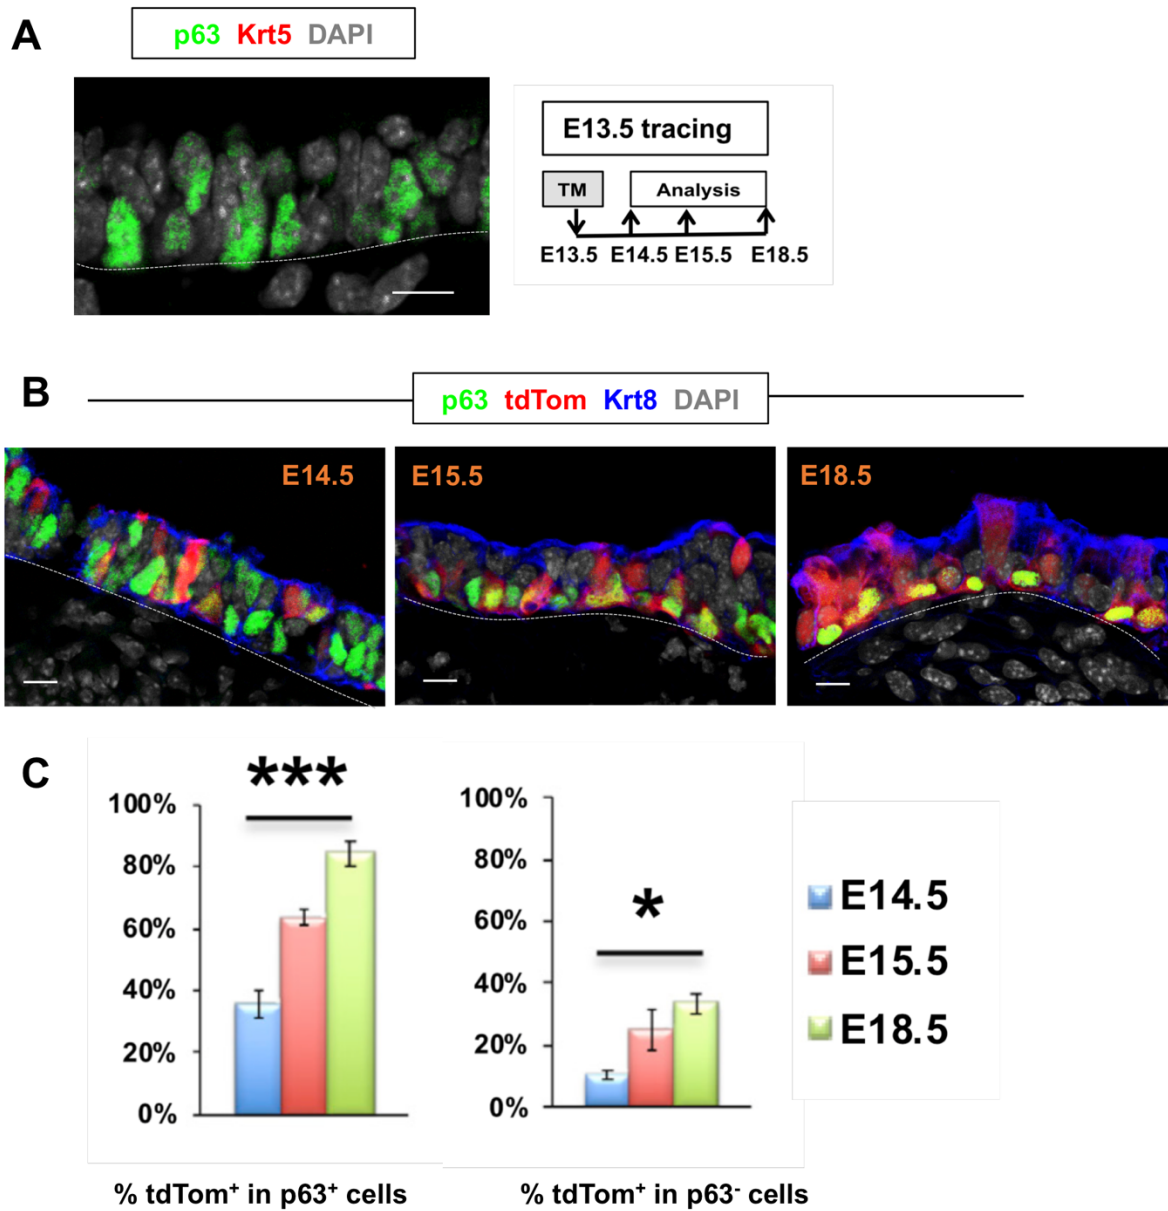 A
p63 Krt5 DAPI
E13.5 tracing
TM
Analysis
E13.5 E14.5 E15.5 E18.5
B
p63 tdTom Krt8 DAPI
E14.5
E15.5
E18.5
C
***
100%
80%
60%
40%
20%
0%
% tdTom⁺ in p63⁺ cells
*
100%
80%
60%
40%
20%
0%
% tdTom⁺ in p63⁻ cells
E14.5
E15.5
E18.5